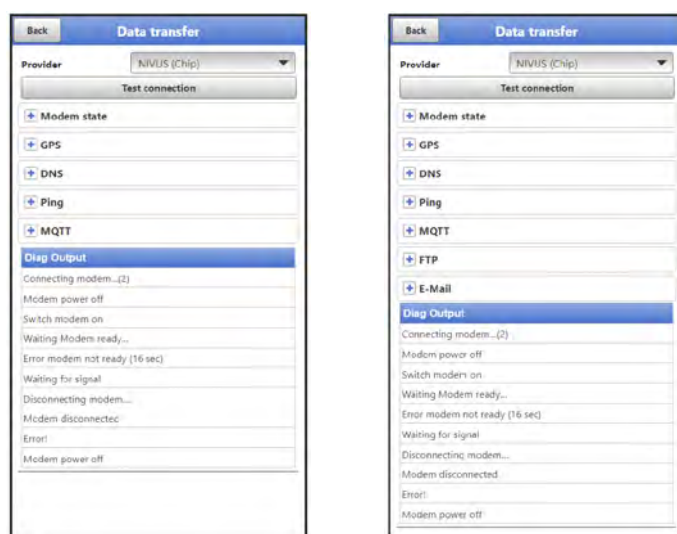 Back Data transfer
Provider NIVUS (Chip)
Test connection
Modem state
GPS
DNS
Ping
MQTT
Diag Output
Connecting modem...(2)
Modem power off
Switch modem on
Waiting Modem ready...
Error modem not ready (16 sec)
Waiting for signal
Disconnecting modem...
Modem disconnected
Error!
Modem power off
Back Data transfer
Provider NIVUS (Chip)
Test connection
Modem state
GPS
DNS
Ping
MQTT
FTP
E-Mail
Diag Output
Connecting modem...(2)
Modem power off
Switch modem on
Waiting Modem ready...
Error modem not ready (16 sec)
Waiting for signal
Disconnecting modem...
Modem disconnected
Error!
Modem power off